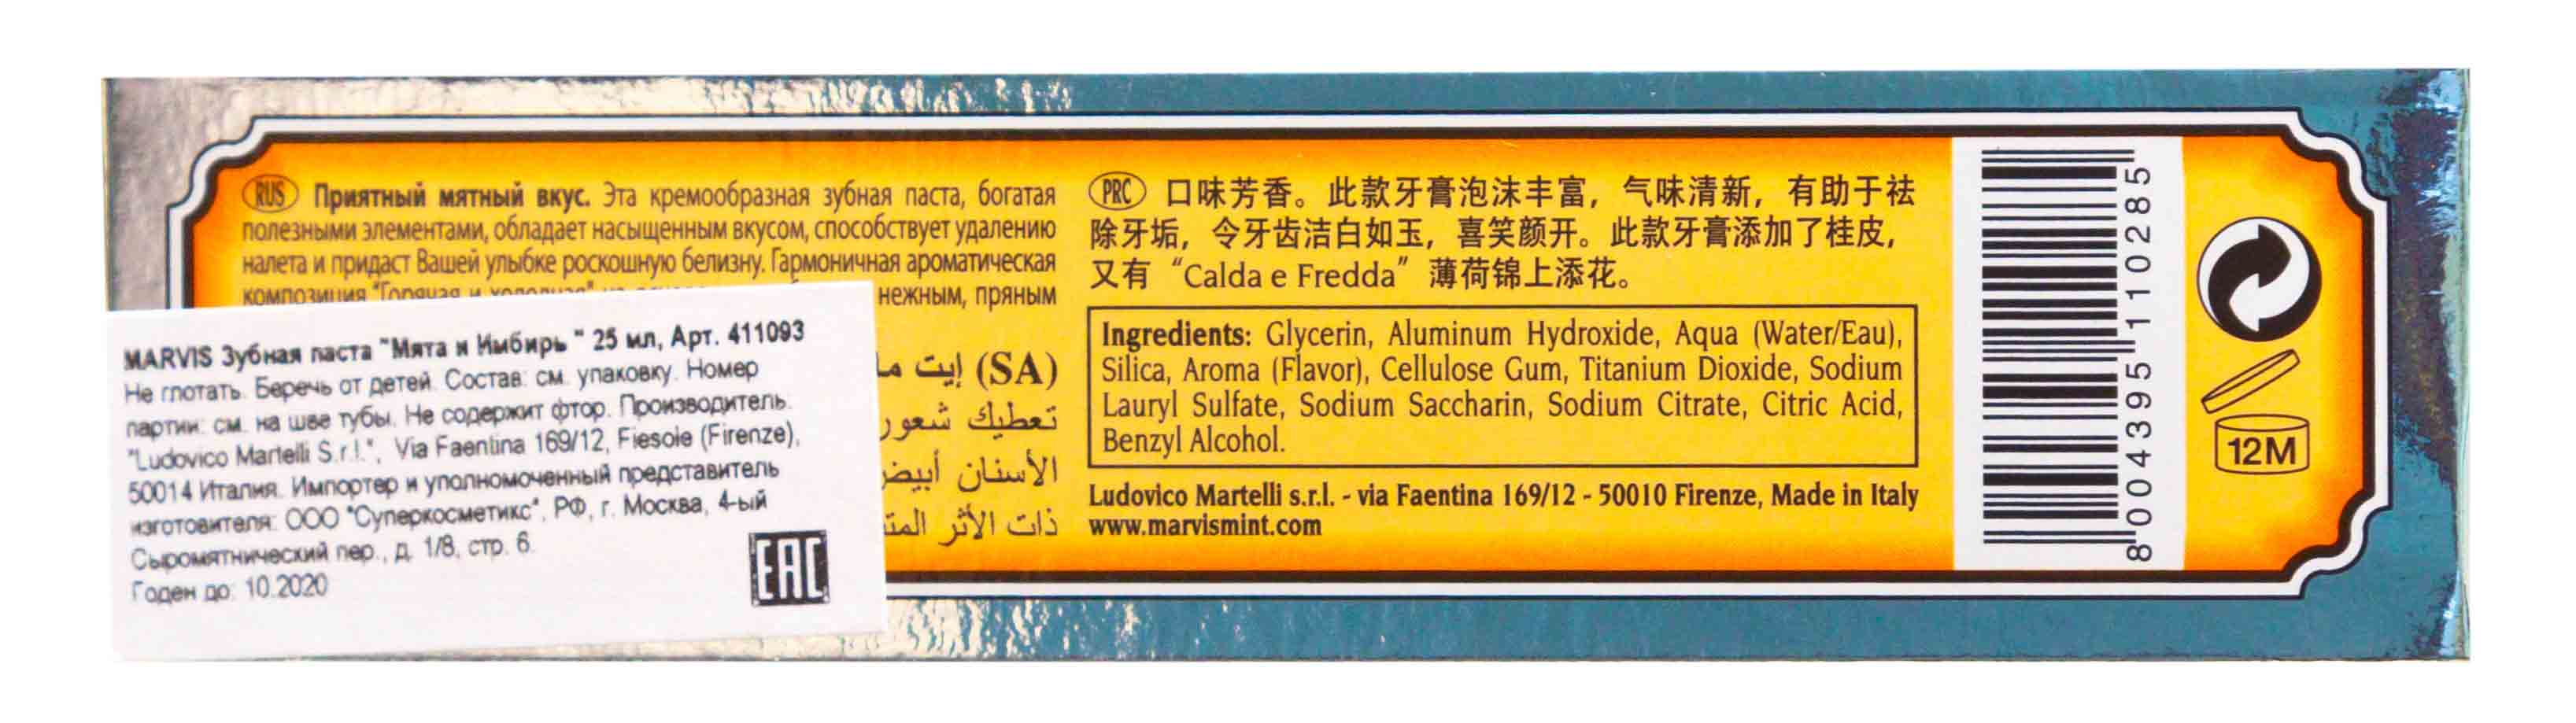 RUS Приятный мятный вкус. Эта кремообразная зубная паста, богатая
полезными элементами, обладает насыщенным вкусом, способствует удалению
налета и придаст Вашей улыбке роскошную белизну. Гармоничная ароматическая
композиция "Горячая и холодная" на
нежным, пряным
(SA) إيت
تعطيك شعور
الأسنان أبيض
ذات الأثر
MARVIS Зубная паста "Мята и Имбирь " 25 мл, Арт. 411093
Не глотать. Беречь от детей. Состав: см. упаковку. Номер
партии: см. на шве тубы. Не содержит фтор. Производитель:
"Ludovico Martelli S.r.l.", Via Faentina 169/12, Fiesole (Firenze),
50014 Италия. Импортер и уполномоченный представитель
изготовителя: ООО "Суперкосметикс", РФ, г. Москва, 4-ый
Сыромятнический пер., д. 1/8, стр. 6.
Годен до: 10.2020
EAC
PRC 口味芳香。此款牙膏泡沫丰富，气味清新，有助于祛
除牙垢，令牙齿洁白如玉，喜笑颜开。此款牙膏添加了桂皮，
又有“Calda e Fredda”薄荷锦上添花。
Ingredients: Glycerin, Aluminum Hydroxide, Aqua (Water/Eau),
Silica, Aroma (Flavor), Cellulose Gum, Titanium Dioxide, Sodium
Lauryl Sulfate, Sodium Saccharin, Sodium Citrate, Citric Acid,
Benzyl Alcohol.
Ludovico Martelli s.r.l. - via Faentina 169/12 - 50010 Firenze, Made in Italy
www.marvismint.com
8 004395 110285
12M